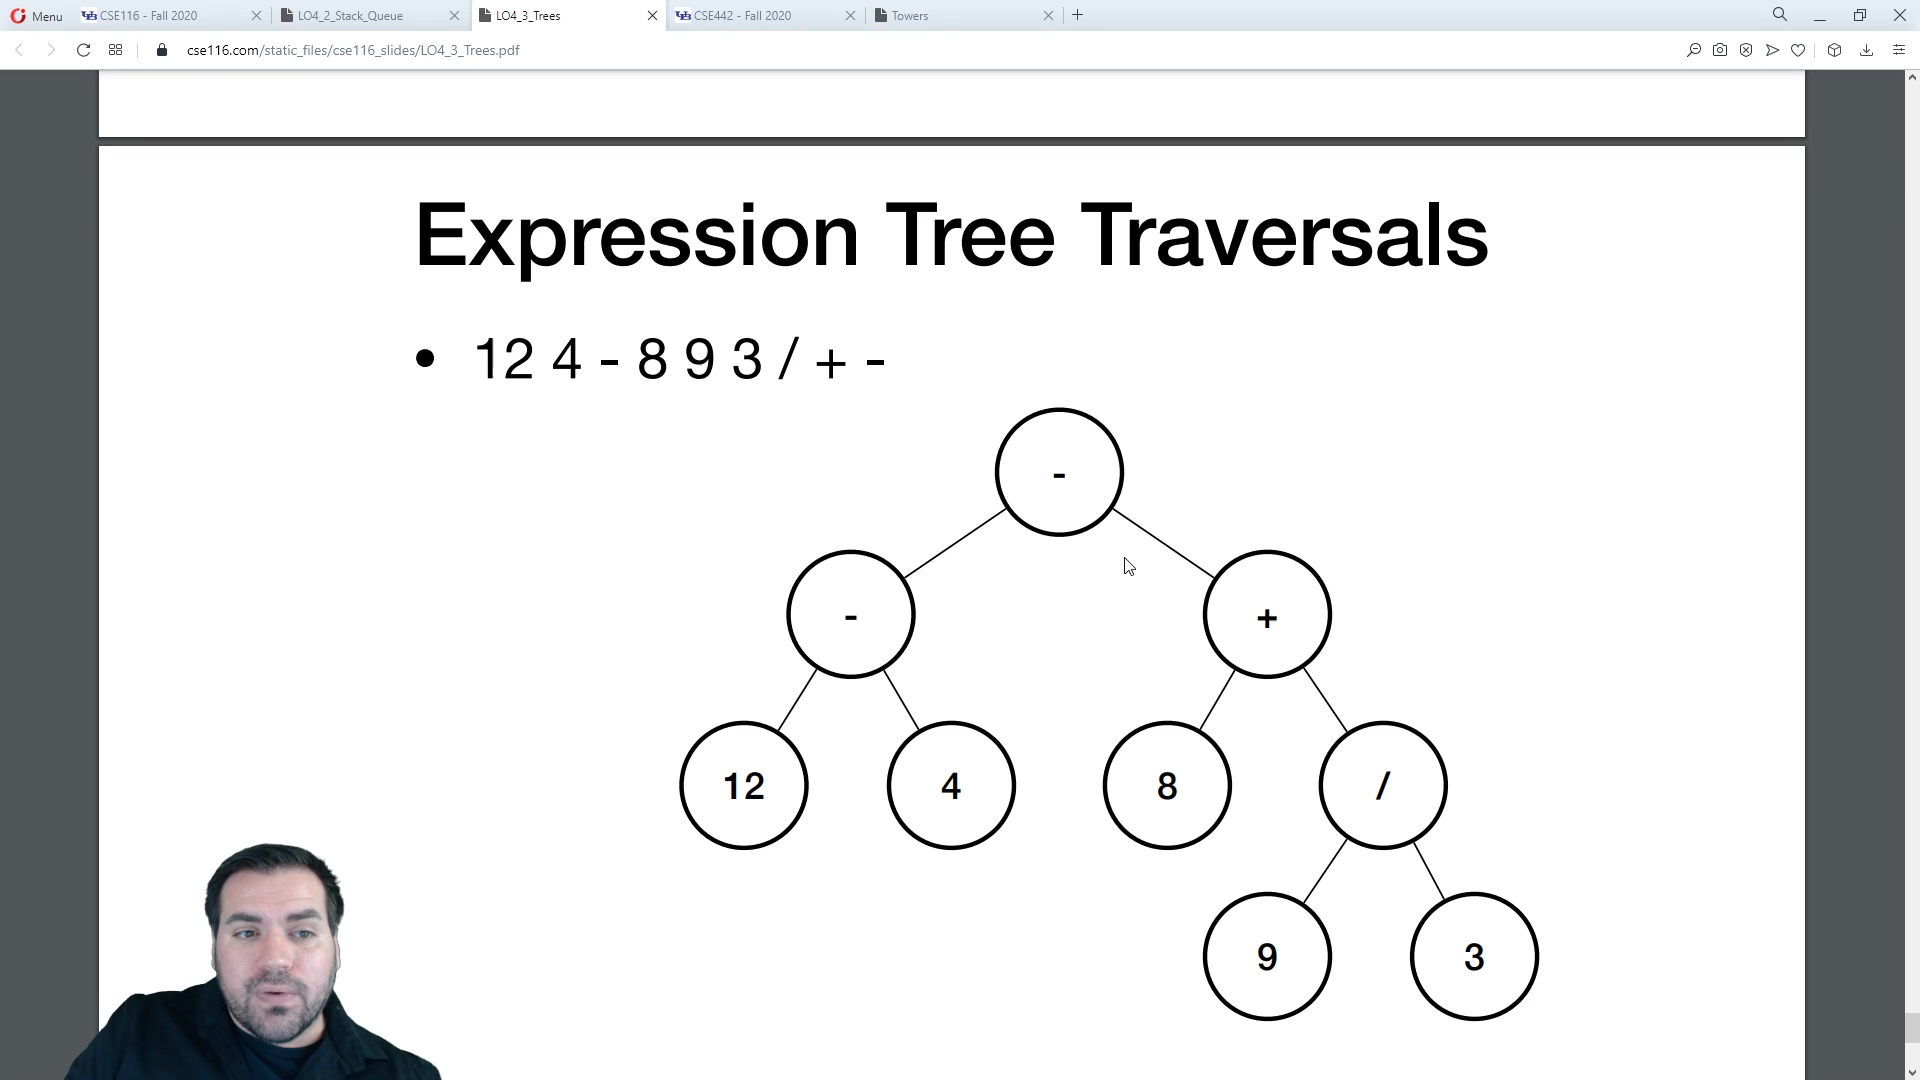 Menu CSE116 - Fall 2020 LO4_2_Stack_Queue LO4_3_Trees CSE442 - Fall 2020 Towers
cse116.com/static_files/cse116_slides/LO4_3_Trees.pdf
Expression Tree Traversals
• 12 4 - 8 9 3 / + -
-
- +
12 4 8 /
9 3